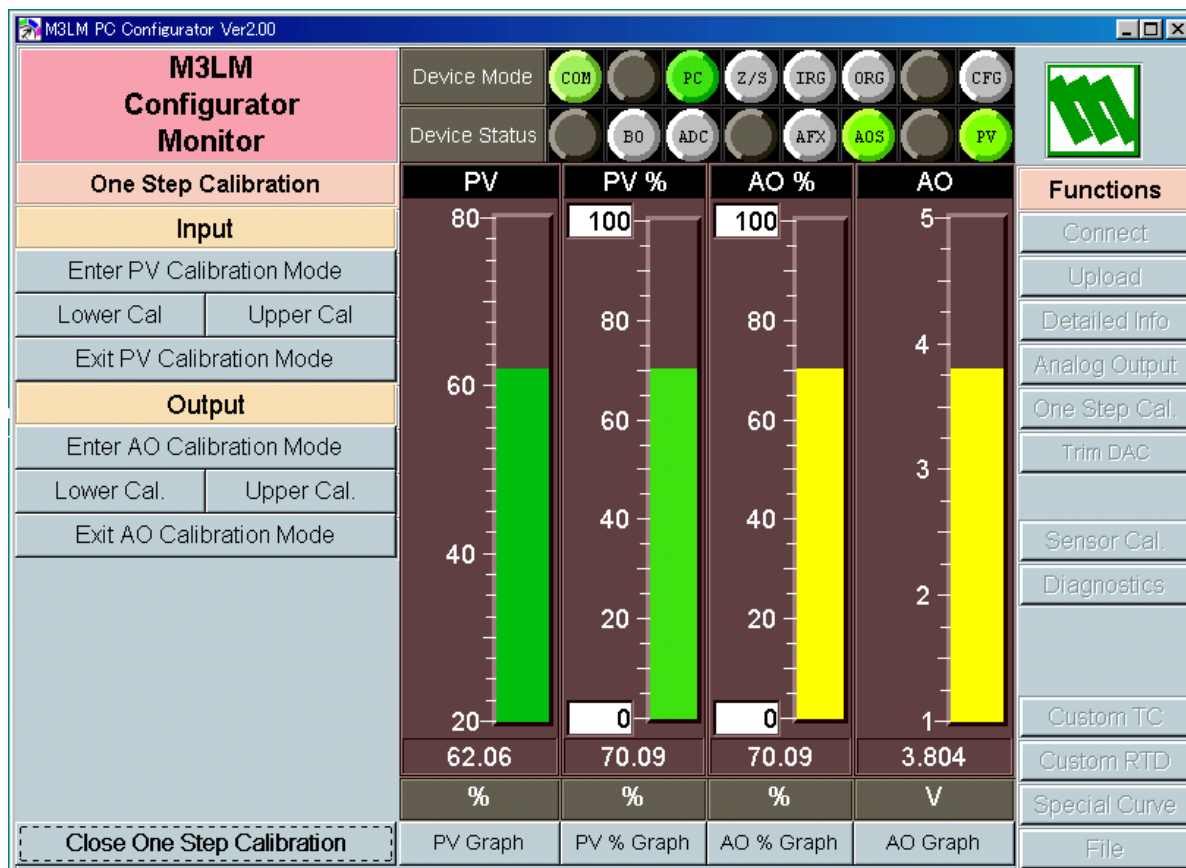 M3LM PC Configurator Ver2.00
M3LM
Configurator
Monitor
Device Mode
COM
PC
Z/S
IRG
ORG
CFG
Device Status
BO
ADC
AFX
AOS
PV
One Step Calibration
Input
Enter PV Calibration Mode
Lower Cal
Upper Cal
Exit PV Calibration Mode
Output
Enter AO Calibration Mode
Lower Cal.
Upper Cal.
Exit AO Calibration Mode
Close One Step Calibration
PV
80
60
40
20
62.06
%
PV Graph
PV %
100
80
60
40
20
0
70.09
%
PV % Graph
AO %
100
80
60
40
20
0
70.09
%
AO % Graph
AO
5
4
3
2
1
3.804
V
AO Graph
Functions
Connect
Upload
Detailed Info
Analog Output
One Step Cal.
Trim DAC
Sensor Cal.
Diagnostics
Custom TC
Custom RTD
Special Curve
File